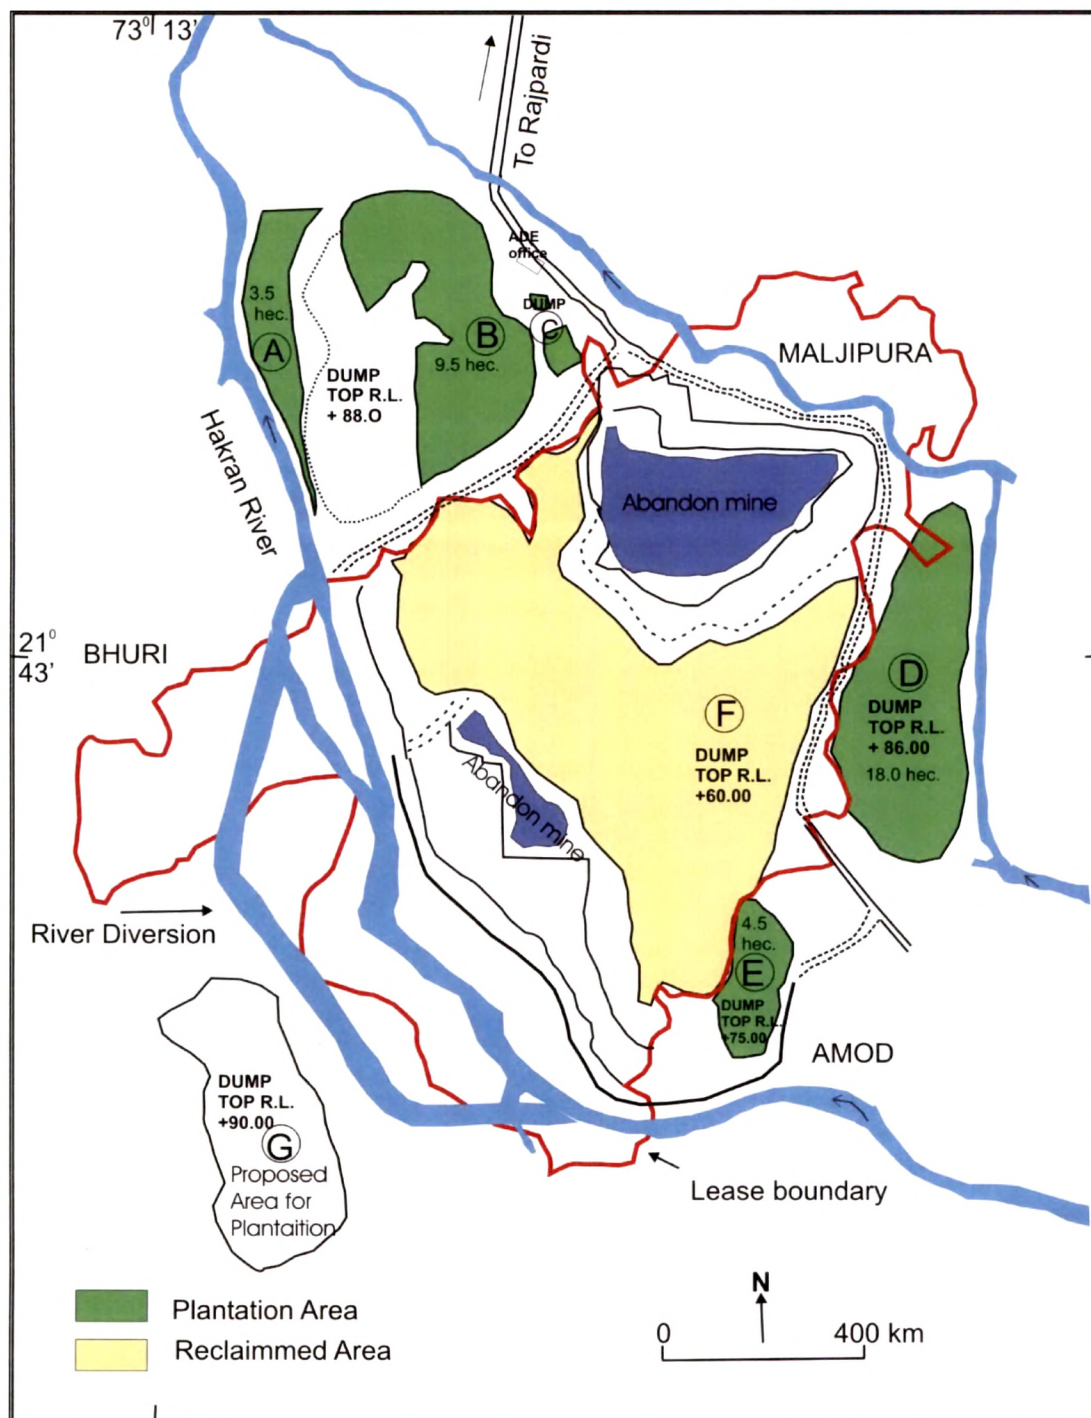 73⁰ 13'
To Rajpardi
ADE
office
3.5
hec.
A
B
9.5 hec.
DUMP
C
MALJIPURA
DUMP
TOP R.L.
+ 88.O
Hakran River
Abandon mine
21⁰
43'
BHURI
D
DUMP
TOP R.L.
+ 86.00
18.0 hec.
F
DUMP
TOP R.L.
+60.00
Abandon mine
River Diversion
4.5
hec.
E
DUMP
TOP R.L.
+75.00
AMOD
DUMP
TOP R.L.
+90.00
G
Proposed
Area for
Plantaition
Lease boundary
Plantation Area
Reclaimmed Area
N
0 400 km